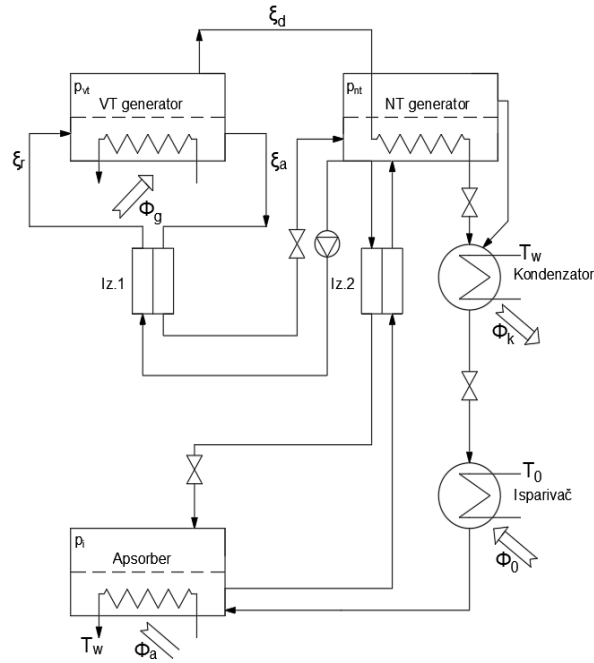 ξd
pvt
VT generator
pnt
NT generator
ξr
ξa
Φg
Iz.1
Iz.2
Tw
Kondenzator
Φk
T0
Isparivač
Φ0
pi
Apsorber
Tw
Φa